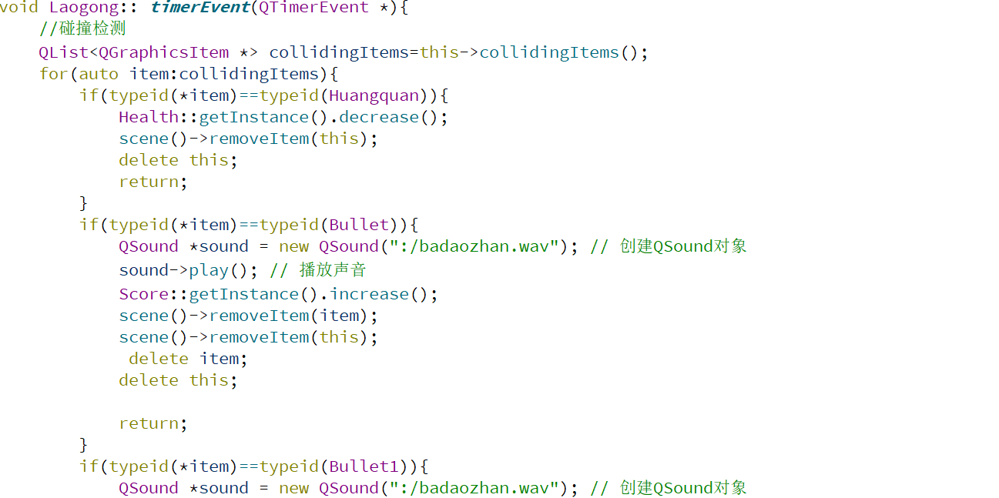 void Laogong:: timerEvent(QTimerEvent *){
    //碰撞检测
    QList<QGraphicsItem *> collidingItems=this->collidingItems();
    for(auto item:collidingItems){
        if(typeid(*item)==typeid(Huangquan)){
            Health::getInstance().decrease();
            scene()->removeItem(this);
            delete this;
            return;
        }
        if(typeid(*item)==typeid(Bullet)){
            QSound *sound = new QSound(":/badaozhan.wav"); // 创建QSound对象
            sound->play(); // 播放声音
            Score::getInstance().increase();
            scene()->removeItem(item);
            scene()->removeItem(this);
             delete item;
            delete this;

            return;
        }
        if(typeid(*item)==typeid(Bullet1)){
            QSound *sound = new QSound(":/badaozhan.wav"); // 创建QSound对象